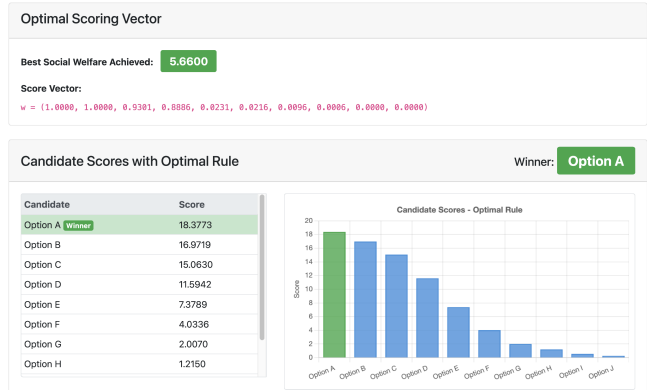 Optimal Scoring Vector
Best Social Welfare Achieved: 5.6600
Score Vector:
w = (1.0000, 1.0000, 0.9301, 0.8886, 0.0231, 0.0216, 0.0096, 0.0006, 0.0000, 0.0000)
Candidate Scores with Optimal Rule
Winner: Option A
Candidate Score
Option A Winner 18.3773
Option B 16.9719
Option C 15.0630
Option D 11.5942
Option E 7.3789
Option F 4.0336
Option G 2.0070
Option H 1.2150
Candidate Scores - Optimal Rule
Score
20
18
16
14
12
10
8
6
4
2
0
Option A Option B Option C Option D Option E Option F Option G Option H Option I Option J